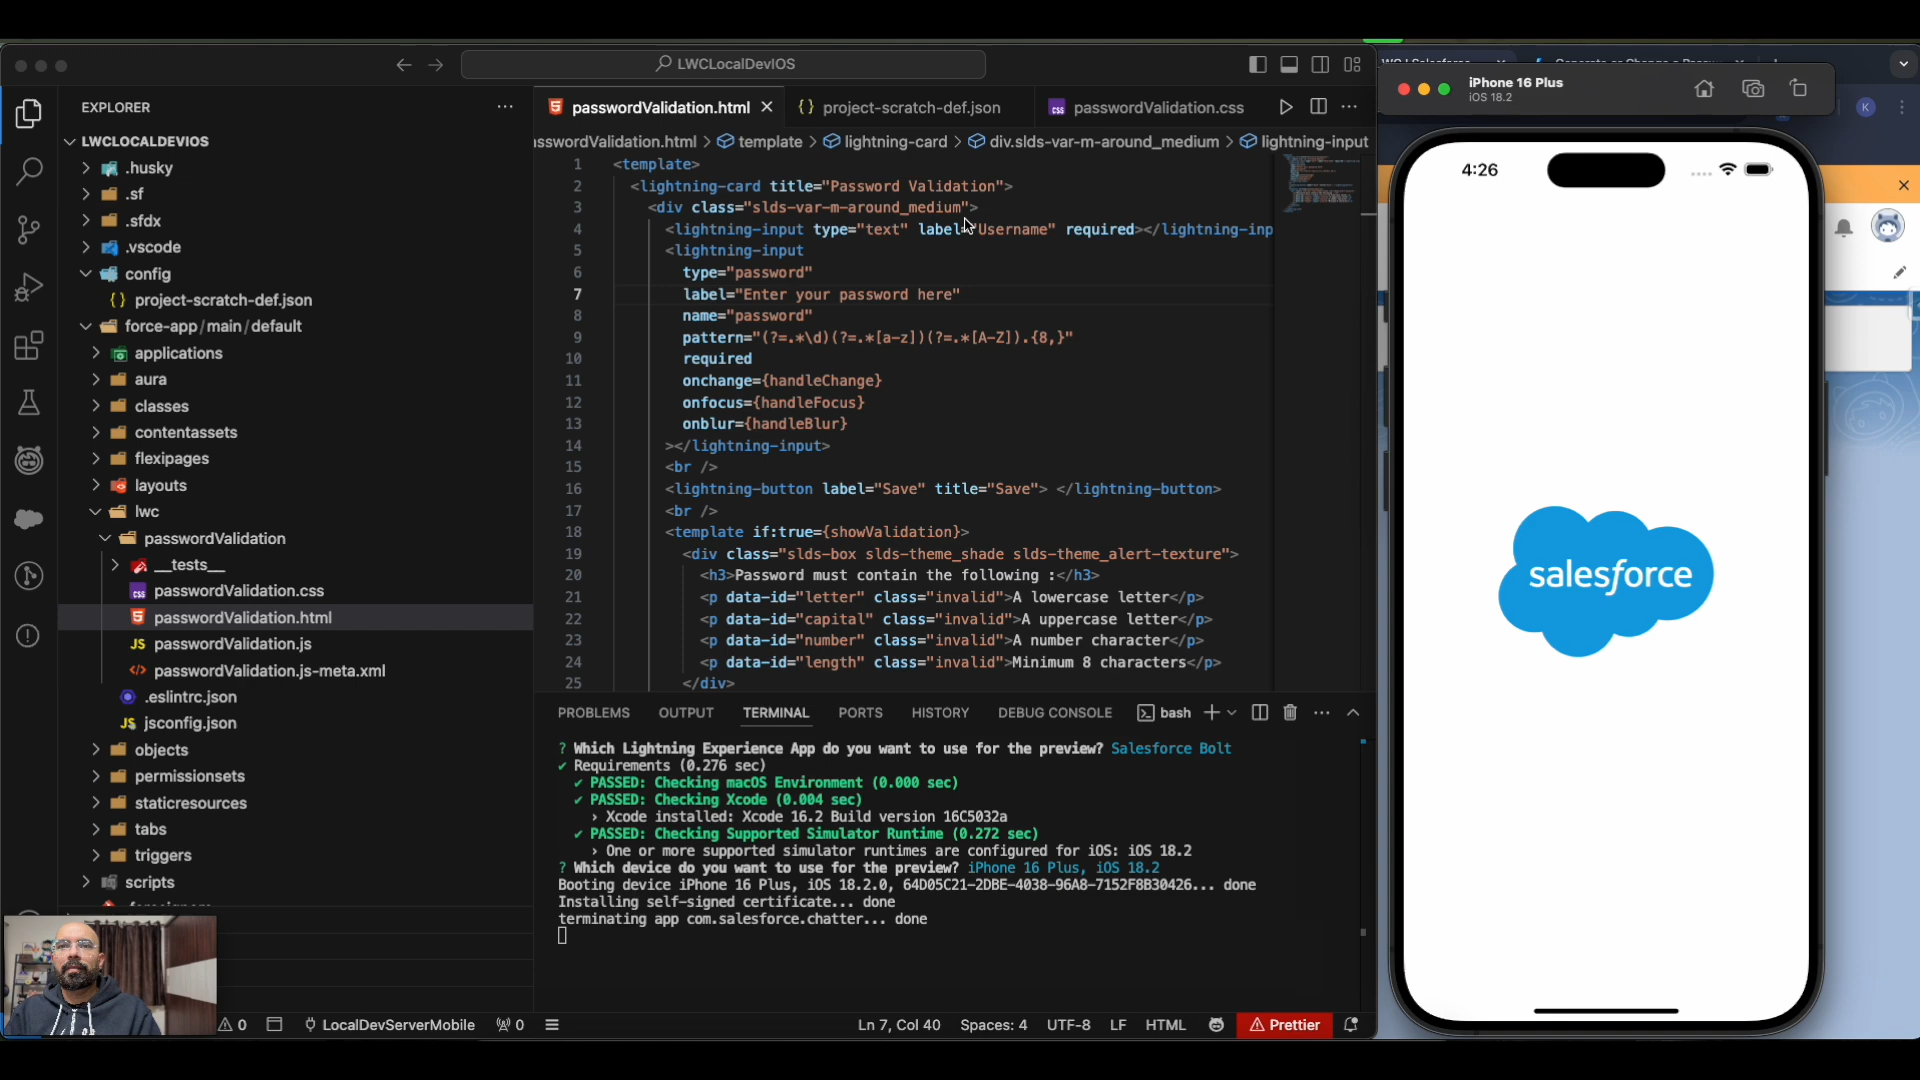 LWCLocalDevIOS
EXPLORER
LWCLOCALDEVIOS
.husky
.sf
.sfdx
.vscode
config
{} project-scratch-def.json
force-app/main/default
applications
aura
classes
contentassets
flexipages
layouts
lwc
passwordValidation
__tests__
passwordValidation.css
passwordValidation.html
JS passwordValidation.js
</> passwordValidation.js-meta.xml
.eslintrc.json
JS jsconfig.json
objects
permissionsets
staticresources
tabs
triggers
scripts
passwordValidation.html
{} project-scratch-def.json
css passwordValidation.css
asswordValidation.html > template > lightning-card > div.slds-var-m-around_medium > lightning-input
1 <template>
2 <lightning-card title="Password Validation">
3 <div class="slds-var-m-around_medium">
4 <lightning-input type="text" label="Username" required></lightning-inp
5 <lightning-input
6 type="password"
7 label="Enter your password here"
8 name="password"
9 pattern="(?=.*\d)(?=.*[a-z])(?=.*[A-Z]).{8,}"
10 required
11 onchange={handleChange}
12 onfocus={handleFocus}
13 onblur={handleBlur}
14 ></lightning-input>
15 <br />
16 <lightning-button label="Save" title="Save"> </lightning-button>
17 <br />
18 <template if:true={showValidation}>
19 <div class="slds-box slds-theme_shade slds-theme_alert-texture">
20 <h3>Password must contain the following :</h3>
21 <p data-id="letter" class="invalid">A lowercase letter</p>
22 <p data-id="capital" class="invalid">A uppercase letter</p>
23 <p data-id="number" class="invalid">A number character</p>
24 <p data-id="length" class="invalid">Minimum 8 characters</p>
25 </div>
PROBLEMS OUTPUT TERMINAL PORTS HISTORY DEBUG CONSOLE bash
? Which Lightning Experience App do you want to use for the preview? Salesforce Bolt
✔ Requirements (0.276 sec)
✔ PASSED: Checking macOS Environment (0.000 sec)
✔ PASSED: Checking Xcode (0.004 sec)
› Xcode installed: Xcode 16.2 Build version 16C5032a
✔ PASSED: Checking Supported Simulator Runtime (0.272 sec)
› One or more supported simulator runtimes are configured for iOS: iOS 18.2
? Which device do you want to use for the preview? iPhone 16 Plus, iOS 18.2
Booting device iPhone 16 Plus, iOS 18.2.0, 64D05C21-2DBE-4038-96A8-7152F8B30426... done
Installing self-signed certificate... done
terminating app com.salesforce.chatter... done
0 LocalDevServerMobile 0
Ln 7, Col 40 Spaces: 4 UTF-8 LF HTML Prettier
iPhone 16 Plus
iOS 18.2
K
4:26
salesforce